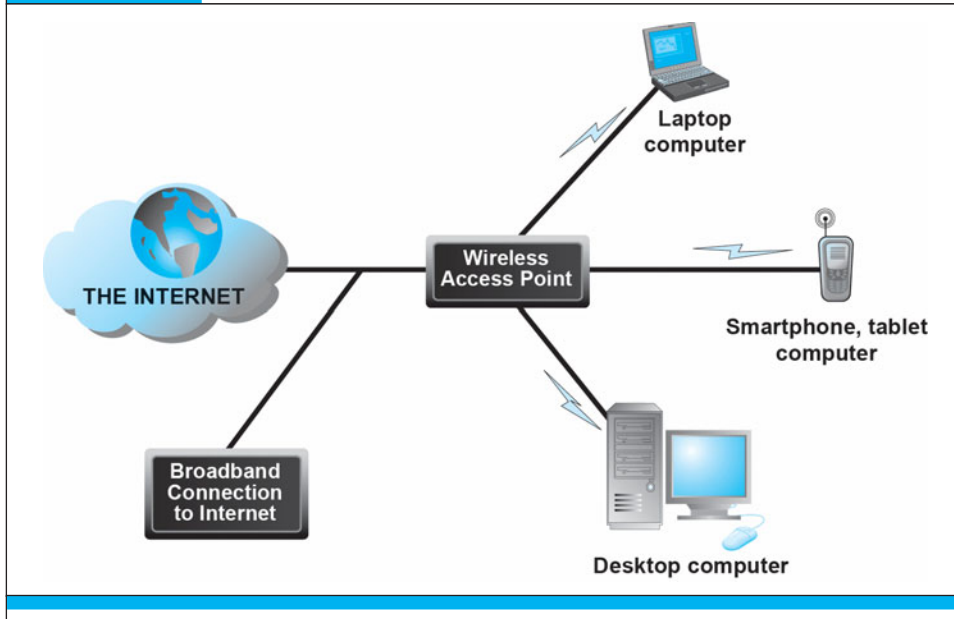 Laptop
computer
Wireless
Access Point
THE INTERNET
Smartphone, tablet
computer
Broadband
Connection
to Internet
Desktop computer